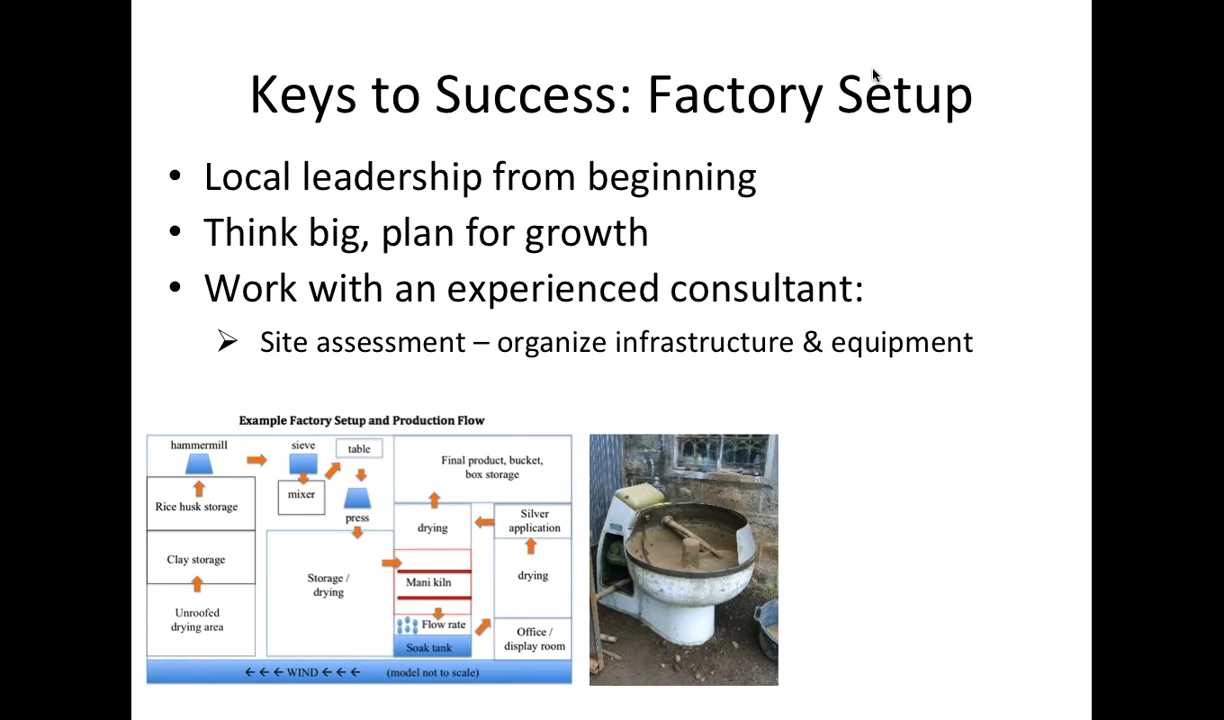 Keys to Success: Factory Setup
• Local leadership from beginning
• Think big, plan for growth
• Work with an experienced consultant:
➢ Site assessment – organize infrastructure & equipment
Example Factory Setup and Production Flow
hammermill
sieve
table
mixer
press
Rice husk storage
Clay storage
Unroofed
drying area
Storage /
drying
Final product, bucket,
box storage
drying
Silver
application
Mani kiln
drying
Flow rate
Soak tank
Office /
display room
← ← ← WIND ← ← ← (model not to scale)